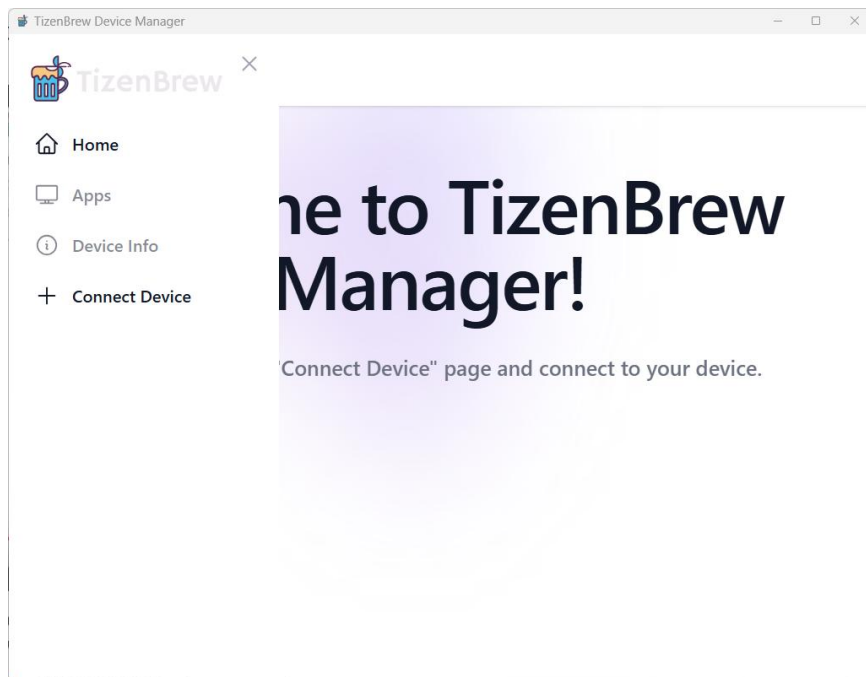 TizenBrew Device Manager
TizenBrew
Home
Apps
Device Info
Connect Device
ne to TizenBrew
Manager!
"Connect Device" page and connect to your device.